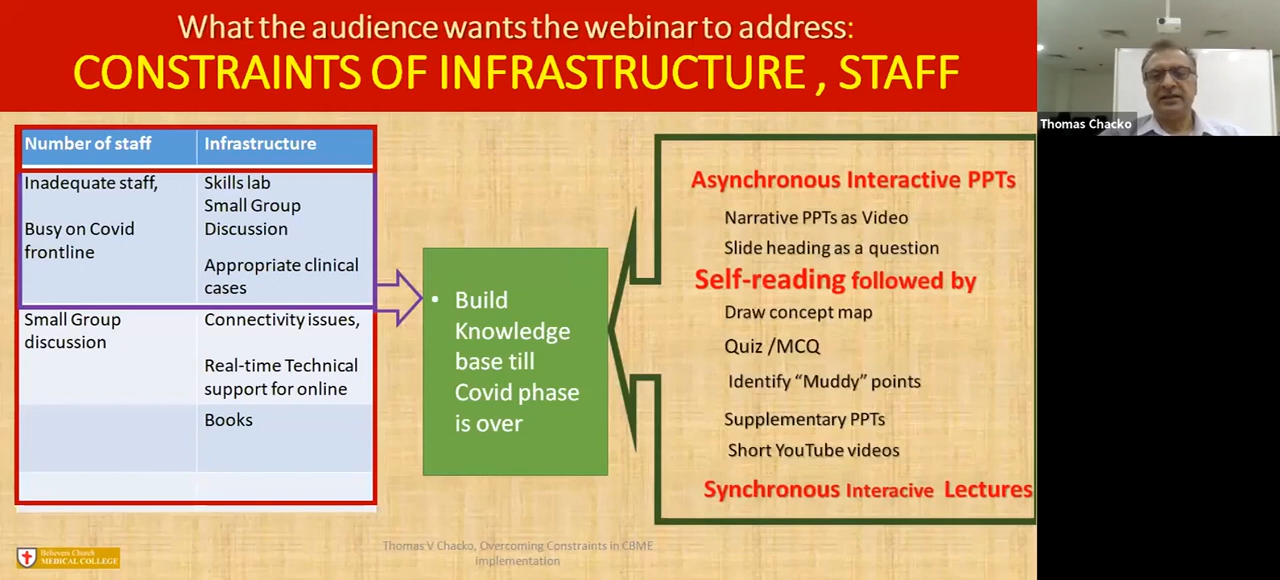 What the audience wants the webinar to address:
CONSTRAINTS OF INFRASTRUCTURE , STAFF
Thomas Chacko
Number of staff
Infrastructure
Inadequate staff,
Busy on Covid
frontline
Skills lab
Small Group
Discussion
Appropriate clinical
cases
Small Group
discussion
Connectivity issues,
Real-time Technical
support for online
Books
• Build
Knowledge
base till
Covid phase
is over
Asynchronous Interactive PPTs
Narrative PPTs as Video
Slide heading as a question
Self-reading followed by
Draw concept map
Quiz /MCQ
Identify “Muddy” points
Supplementary PPTs
Short YouTube videos
Synchronous Interacive Lectures
Believers Church
MEDICAL COLLEGE
Thomas V Chacko, Overcoming Constraints in CBME
implementation